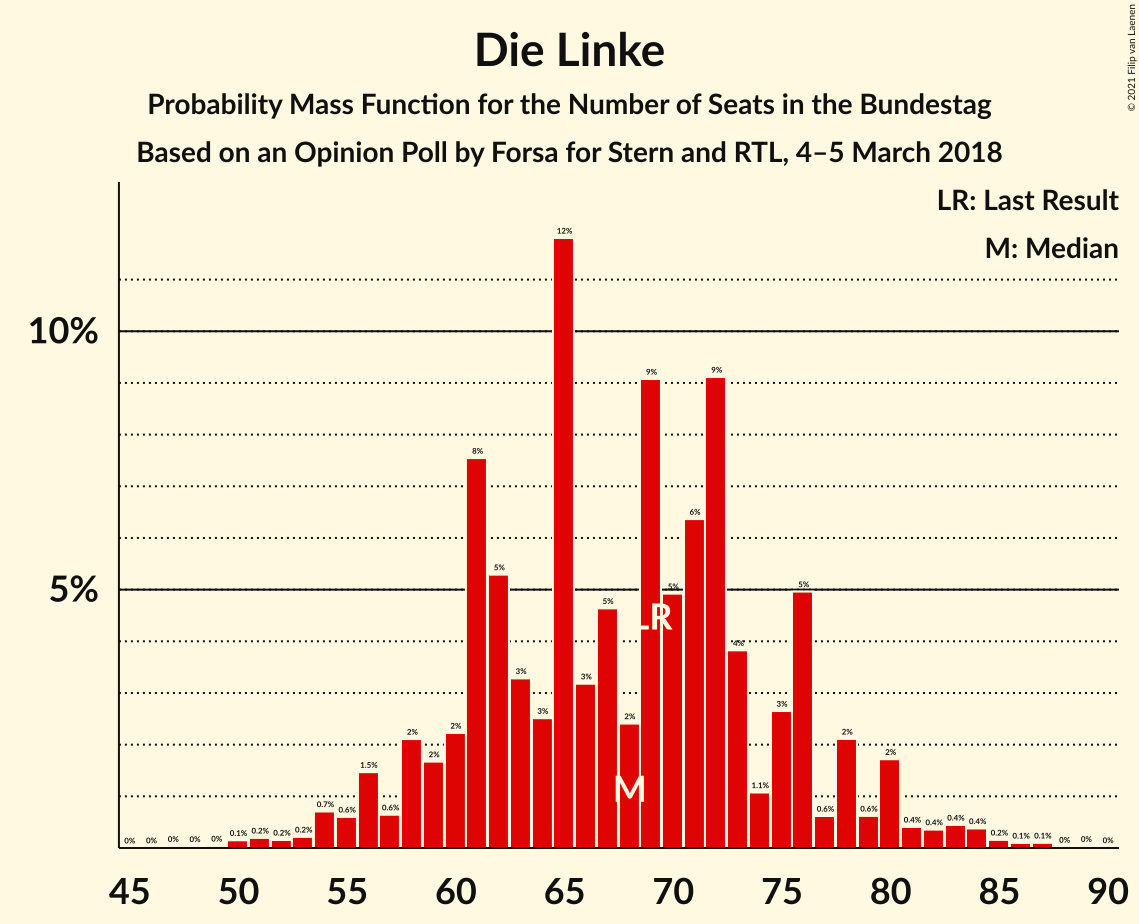 Die Linke
Probability Mass Function for the Number of Seats in the Bundestag
Based on an Opinion Poll by Forsa for Stern and RTL, 4–5 March 2018
© 2021 Filip van Laenen
LR: Last Result
M: Median
10%
5%
0% 0% 0% 0% 0% 0.1% 0.2% 0.2% 0.2% 0.7% 0.6% 1.5% 0.6% 2% 2% 2% 8% 5% 3% 3% 12% 3% 5% 2% 9% 5% 6% 9% 4% 1.1% 3% 5% 0.6% 2% 0.6% 2% 0.4% 0.4% 0.4% 0.4% 0.2% 0.1% 0.1% 0% 0% 0%
LR
M
45 50 55 60 65 70 75 80 85 90